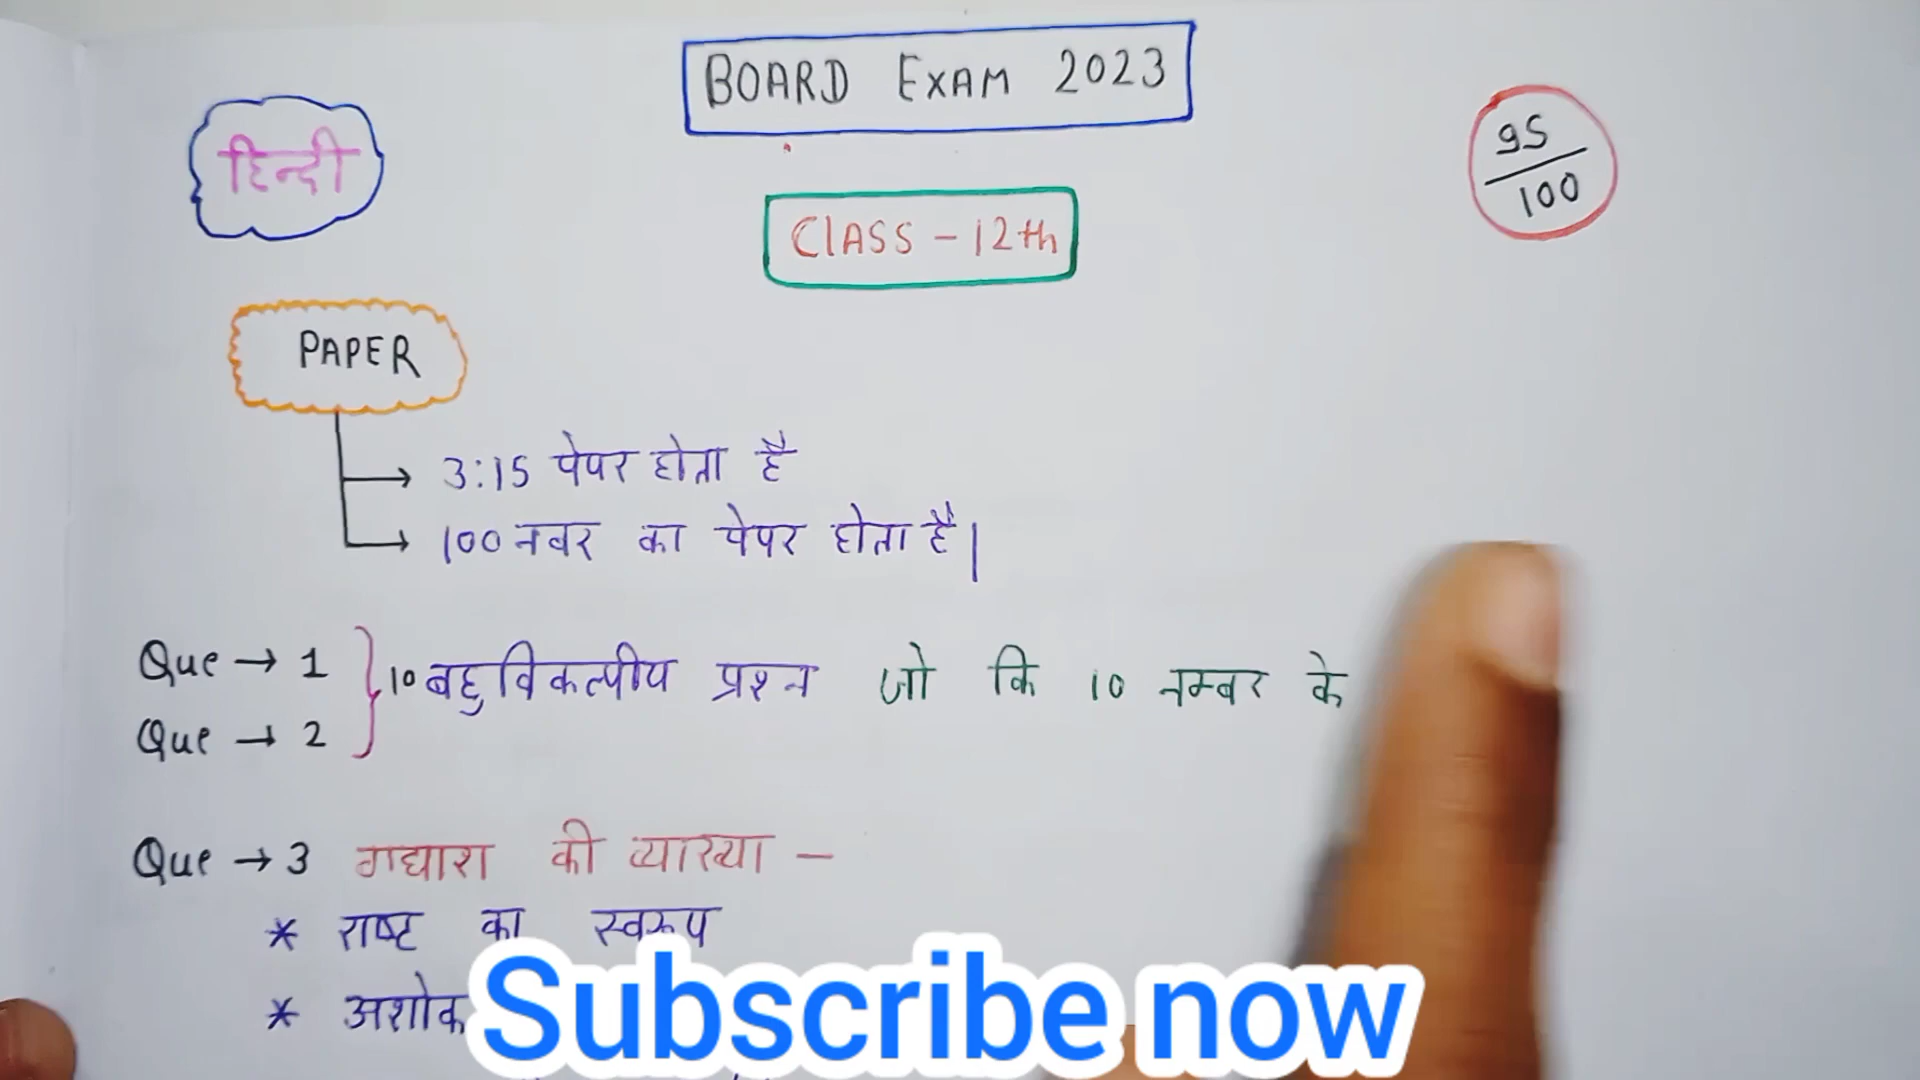 BOARD EXAM 2023
हिन्दी
95
100
CLASS - 12th
PAPER
→ 3:15 पेपर होता है
→ 100 नवर का पेपर होता है|
Que → 1
10 बहुविकल्पीय प्रश्न जो कि 10 नम्बर के
Que → 2
Que → 3 गद्यारा की व्याख्या -
* राष्ट का स्वरूप
* अशोक
Subscribe now